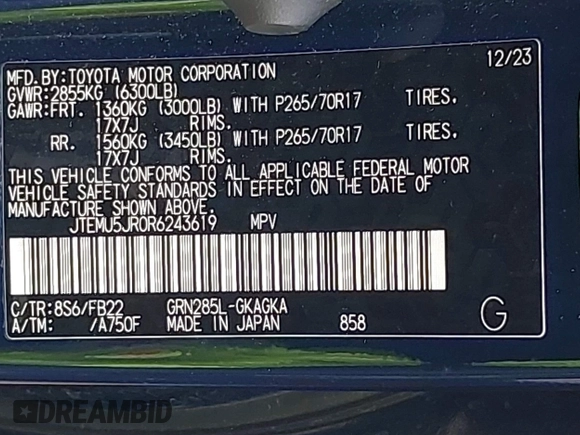 12/23
MFD.BY:TOYOTA MOTOR CORPORATION
GVWR:2855KG (6300LB)
GAWR:FRT. 1360KG (3000LB) WITH P265/70R17 TIRES.
17X7J RIMS.
RR. 1560KG (3450LB) WITH P265/70R17 TIRES.
17X7J RIMS.
THIS VEHICLE CONFORMS TO ALL APPLICABLE FEDERAL MOTOR
VEHICLE SAFETY STANDARDS IN EFFECT ON THE DATE OF
MANUFACTURE SHOWN ABOVE.
JTEMU5JR0R6243619 MPV
C/TR:8S6/FB22 GRN285L-GKAGKA
A/TM: /A750F MADE IN JAPAN 858 G
DREAMBID